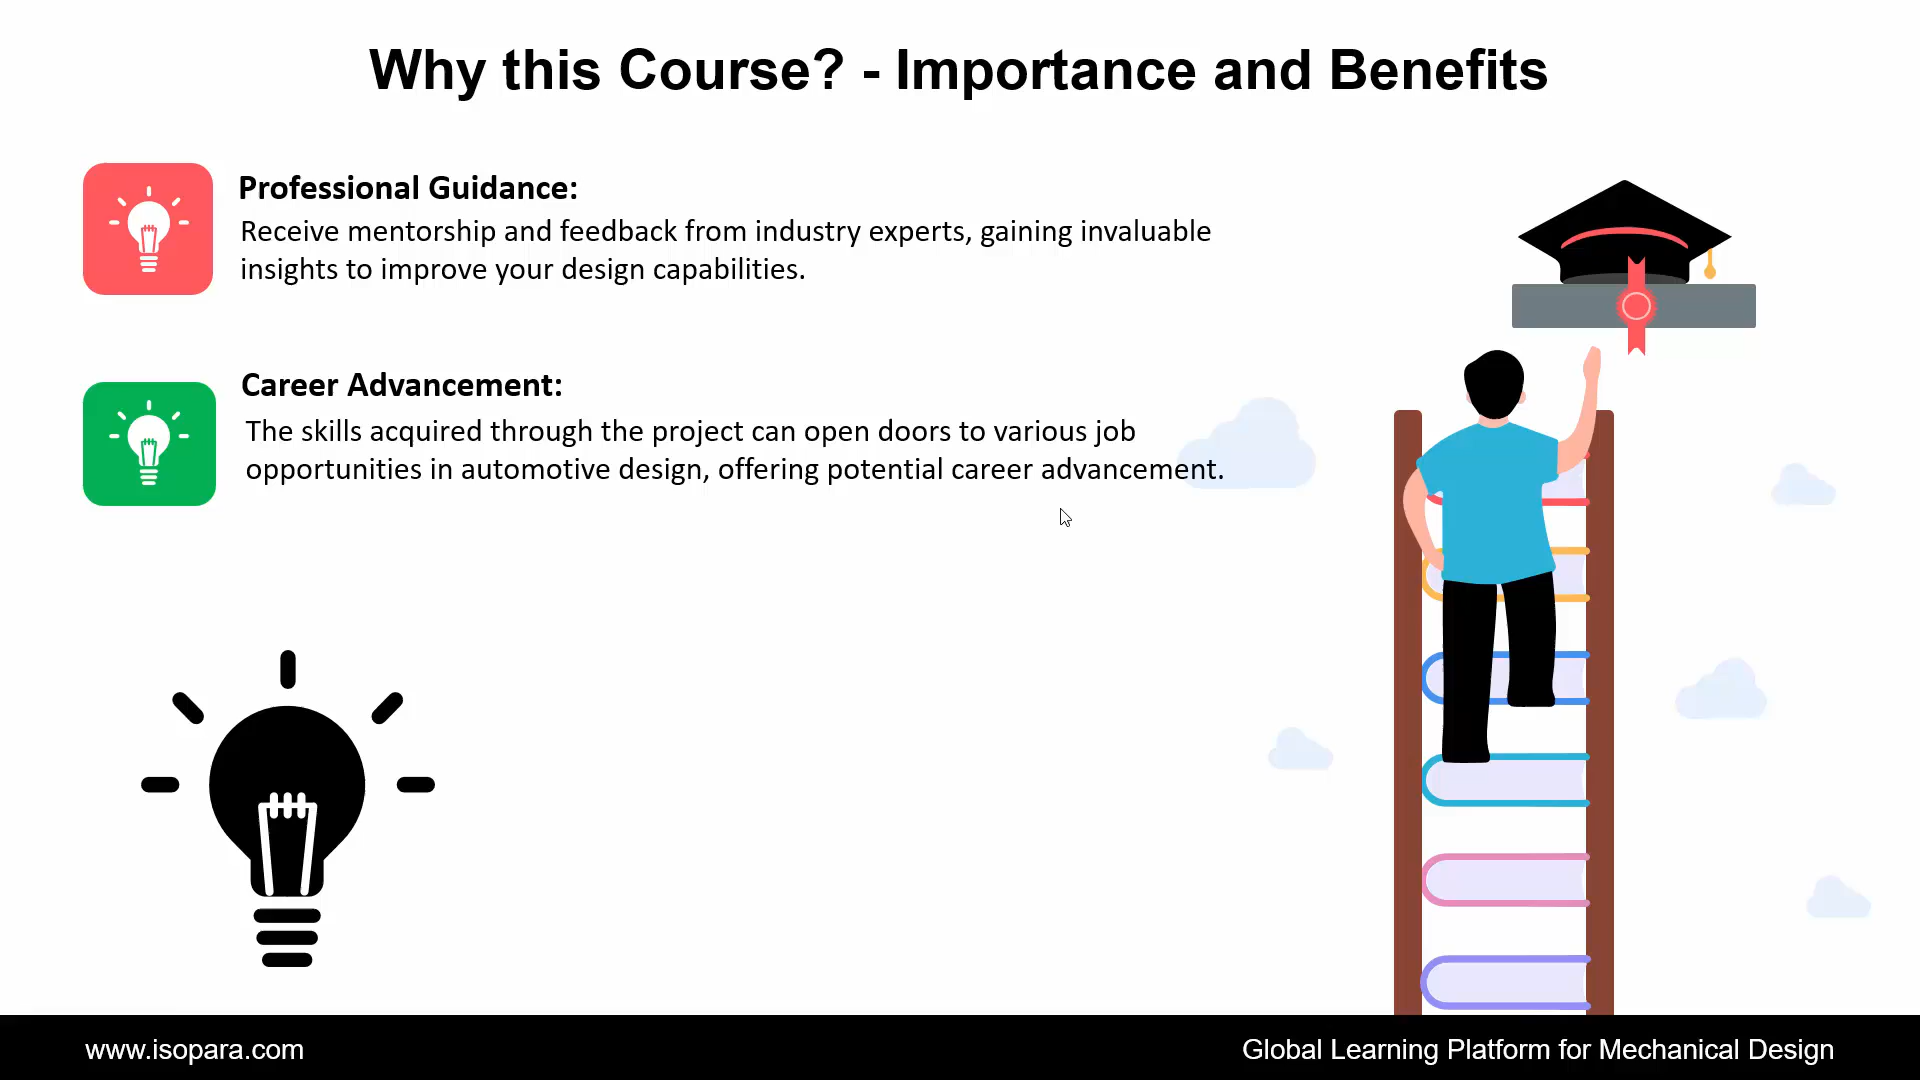 Why this Course? - Importance and Benefits
Professional Guidance:
Receive mentorship and feedback from industry experts, gaining invaluable
insights to improve your design capabilities.
Career Advancement:
The skills acquired through the project can open doors to various job
opportunities in automotive design, offering potential career advancement.
www.isopara.com
Global Learning Platform for Mechanical Design